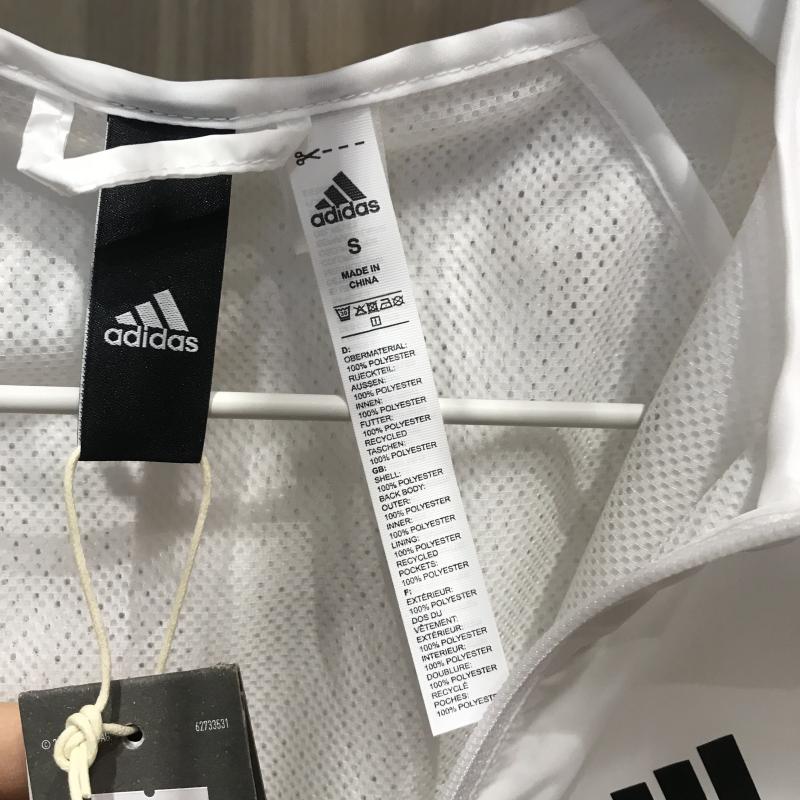 adidas
adidas
S
MADE IN
CHINA
D:
OBERMATERIAL:
100% POLYESTER
RUECKTEIL:
AUSSEN:
100% POLYESTER
INNEN:
100% POLYESTER
FUTTER:
100% POLYESTER
RECYCLED
TASCHEN:
100% POLYESTER
GB:
SHELL:
100% POLYESTER
BACK BODY:
OUTER:
100% POLYESTER
INNER:
100% POLYESTER
LINING:
100% POLYESTER
RECYCLED
POCKETS:
100% POLYESTER
F:
EXTÉRIEUR:
100% POLYESTER
DOS DU
VÊTEMENT:
EXTÉRIEUR:
100% POLYESTER
INTERIEUR:
100% POLYESTER
DOUBLURE:
100% POLYESTER
RECYCLÉ
POCHES:
100% POLYESTER
62733531
©